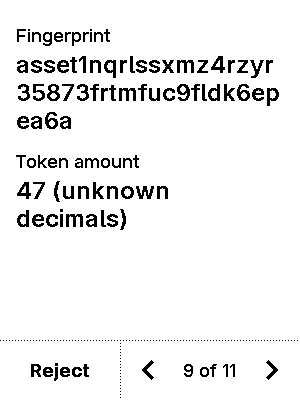 Fingerprint
asset1nqrlssxmz4rzyr
35873frtmfuc9fldk6ep
ea6a
Token amount
47 (unknown
decimals)
Reject
9 of 11